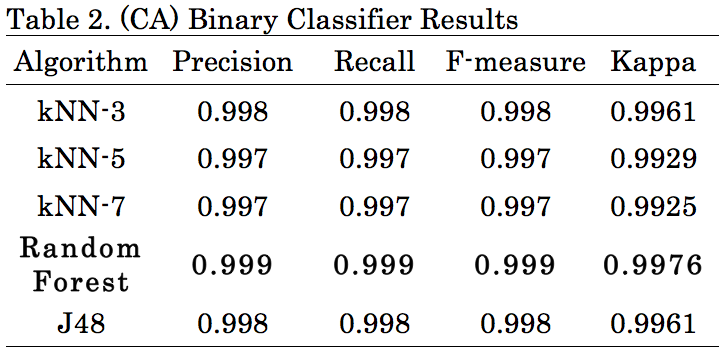 Table 2. (CA) Binary Classifier Results
Algorithm Precision Recall F-measure Kappa
kNN-3 0.998 0.998 0.998 0.9961
kNN-5 0.997 0.997 0.997 0.9929
kNN-7 0.997 0.997 0.997 0.9925
Random
Forest 0.999 0.999 0.999 0.9976
J48 0.998 0.998 0.998 0.9961